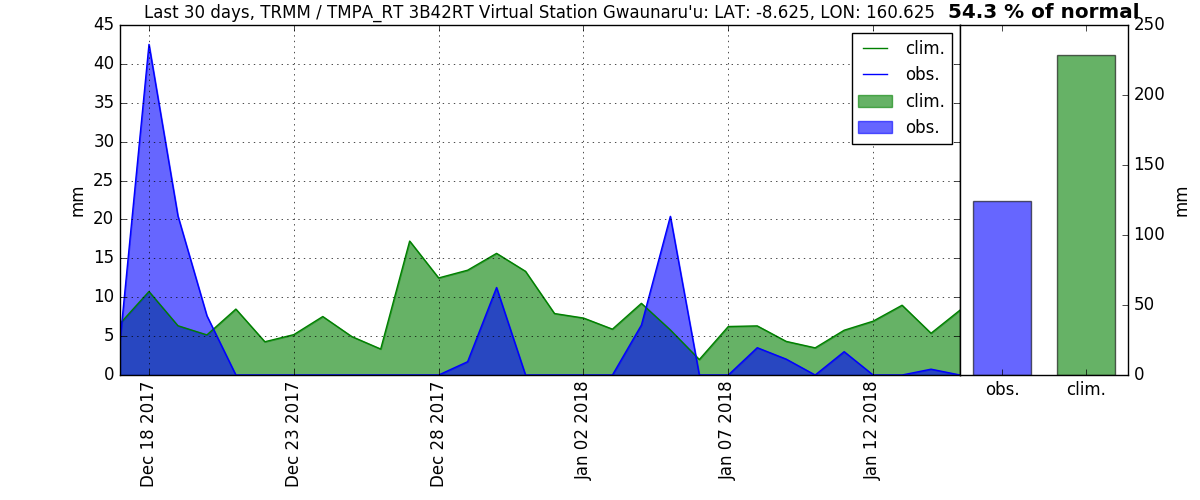 Last 30 days, TRMM / TMPA_RT 3B42RT Virtual Station Gwaunaru'u: LAT: -8.625, LON: 160.625
54.3 % of normal
45
40
35
30
25
20
15
10
5
0
mm
clim.
obs.
clim.
obs.
Dec 18 2017
Dec 23 2017
Dec 28 2017
Jan 02 2018
Jan 07 2018
Jan 12 2018
250
200
150
100
50
0
mm
obs.
clim.